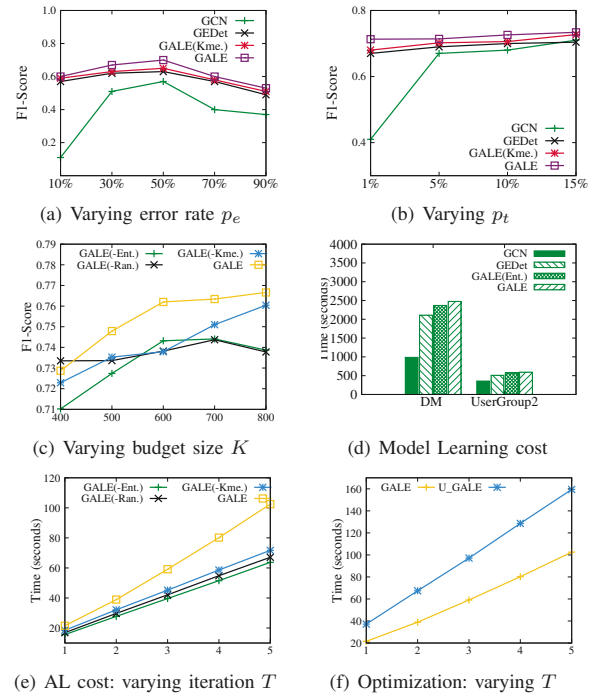 GCN
GEDet
GALE(Kme.)
GALE
F1-Score
1.0
0.8
0.6
0.4
0.2
10% 30% 50% 70% 90%
(a) Varying error rate p_e
F1-Score
0.8
0.6
0.4
GCN
GEDet
GALE(Kme.)
GALE
1% 5% 10% 15%
(b) Varying p_t
GALE(-Ent.) GALE(-Kme.)
GALE(-Ran.) GALE
F1-Score
0.79
0.78
0.77
0.76
0.75
0.74
0.73
0.72
0.71
400 500 600 700 800
(c) Varying budget size K
GCN
GEDet
GALE(Ent.)
GALE
Time (seconds)
4000
3500
3000
2500
2000
1500
1000
500
0
DM UserGroup2
(d) Model Learning cost
GALE(-Ent.) GALE(-Kme.)
GALE(-Ran.) GALE
Time (seconds)
120
100
80
60
40
20
1 2 3 4 5
(e) AL cost: varying iteration T
GALE U_GALE
Time (seconds)
160
140
120
100
80
60
40
20
1 2 3 4 5
(f) Optimization: varying T